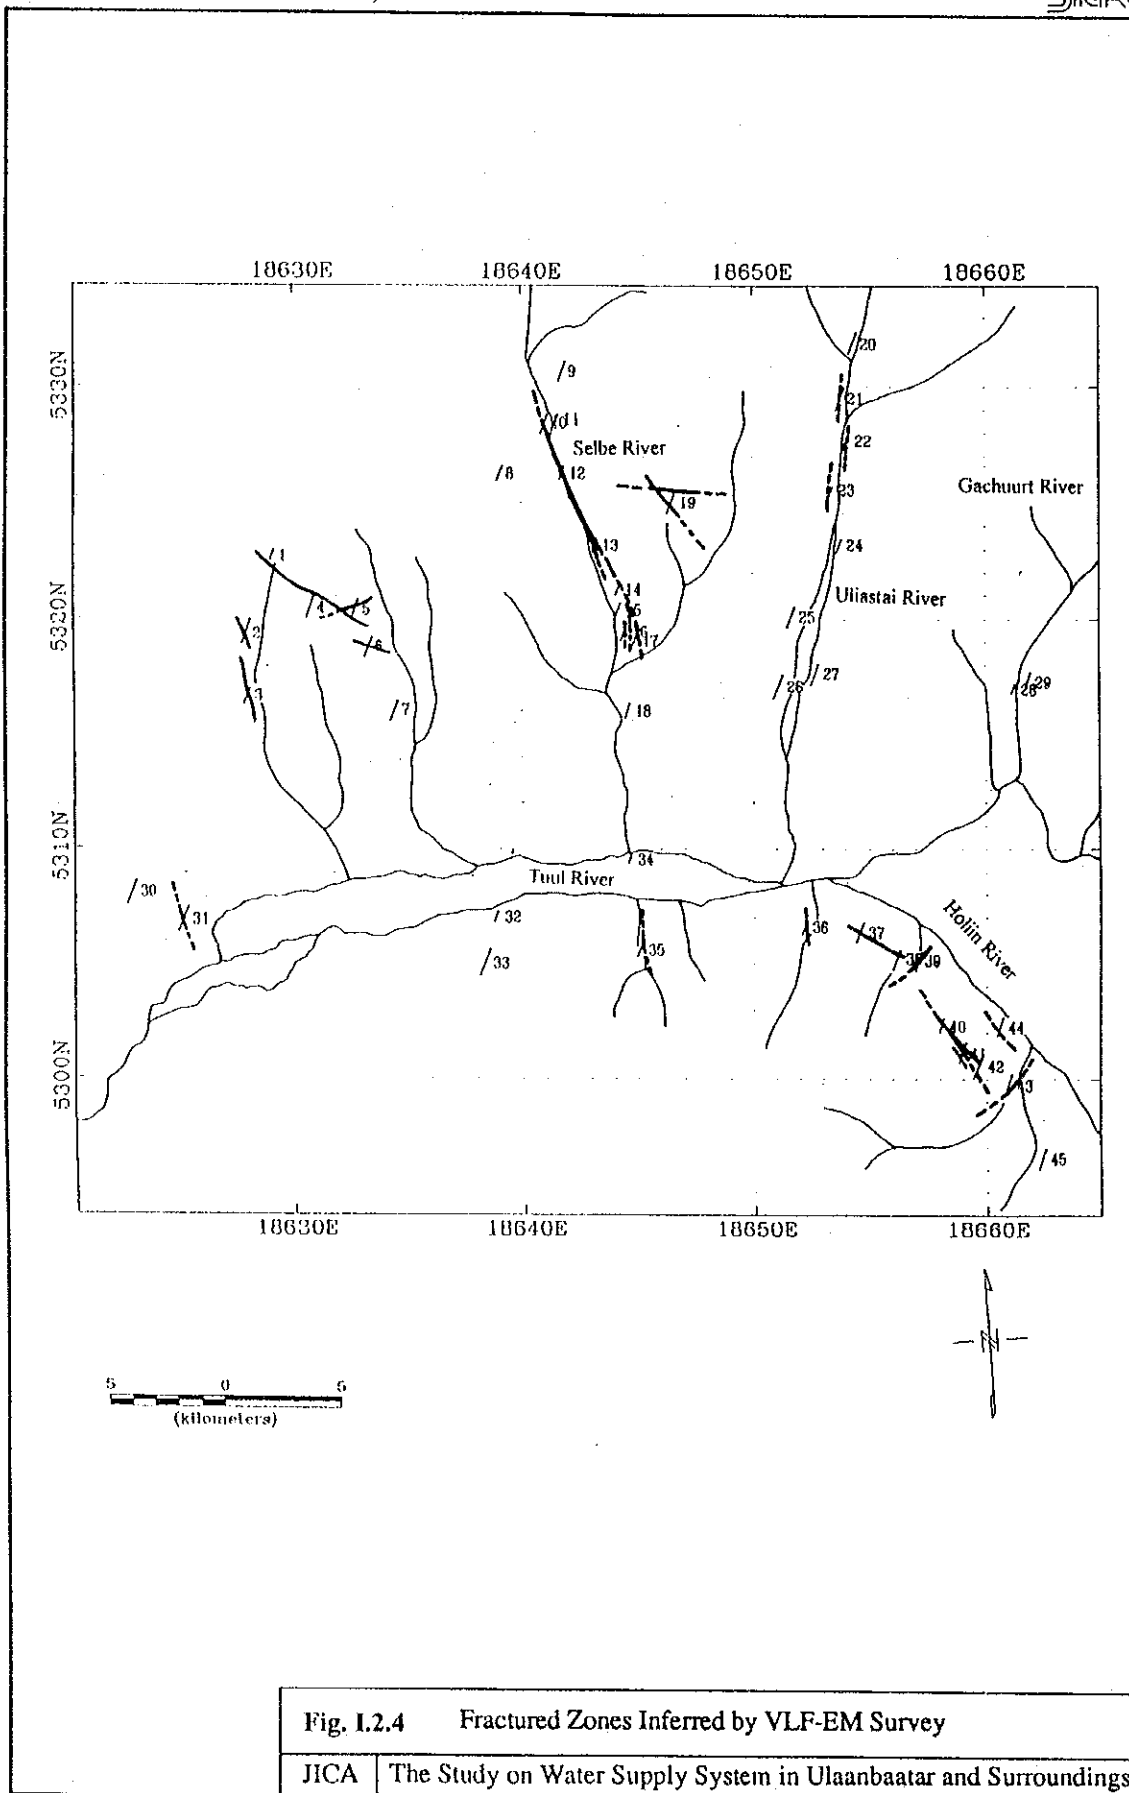 18630E 18640E 18650E 18660E
20
9
5330N
21
11
22
Selbe River
8 12
23
Gachuurt River
19
13 24
1
14 Uliastai River
4 5
5320N
25
2
17
6
27
26 28 29
3
7 18
5310N
34
Tuul River
30
31 32
36 37
Holiin River
35
33 39
40 44
42
5300N
45
18630E 18640E 18650E 18660E
N
5 0 5
(kilometers)
Fig. I.2.4 Fractured Zones Inferred by VLF-EM Survey
JICA The Study on Water Supply System in Ulaanbaatar and Surroundings